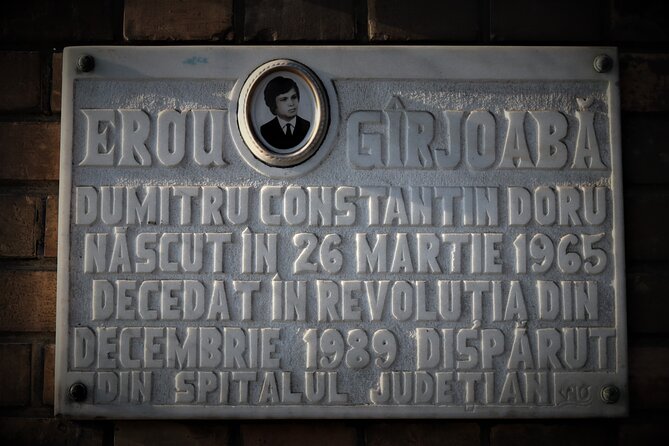 EROU GÎRJOABĂ
DUMITRU CONSTANTIN DORU
NĂSCUT ÎN 26 MARTIE 1965
DECEDAT ÎN REVOLUȚIA DIN
DECEMBRIE 1989 DISPĂRUT
DIN SPITALUL JUDEȚIAN